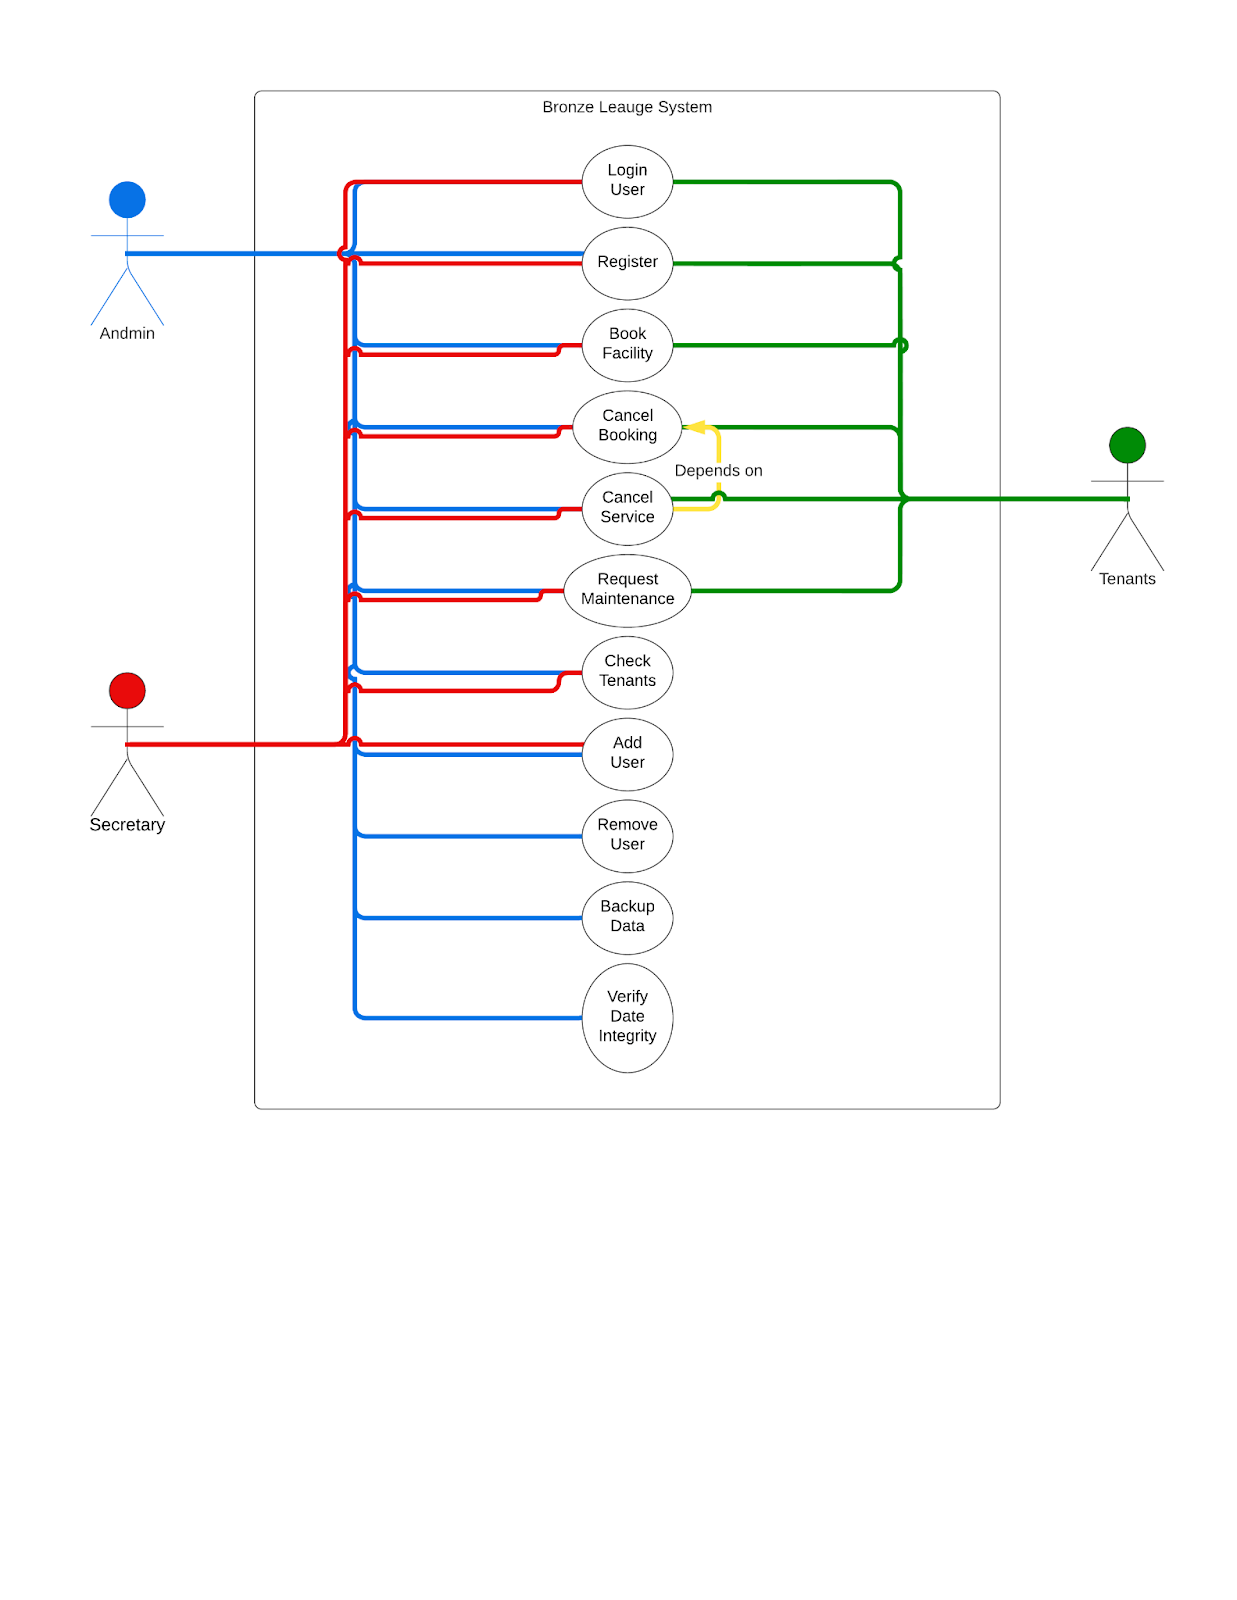 Bronze Leauge System
Login
User
Register
Andmin
Book
Facility
Cancel
Booking
Depends on
Cancel
Service
Tenants
Request
Maintenance
Check
Tenants
Secretary
Add
User
Remove
User
Backup
Data
Verify
Date
Integrity